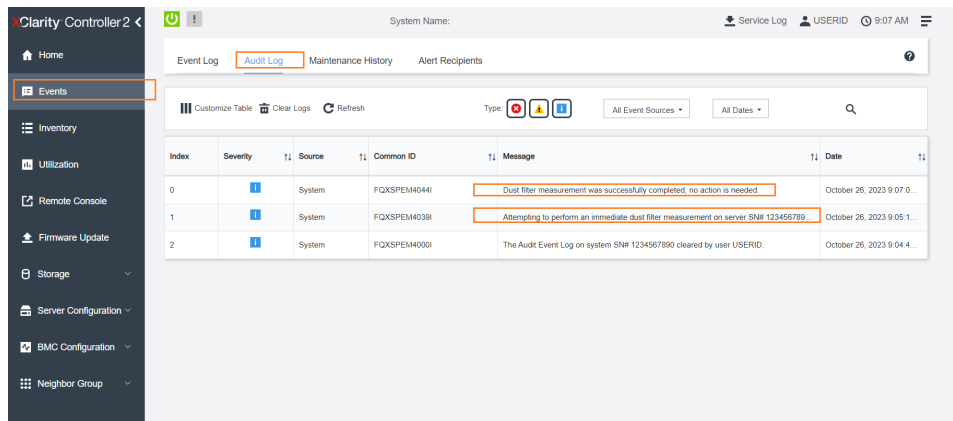 XClarity Controller 2
System Name:
Service Log
USERID
9:07 AM
Home
Events
Inventory
Utilization
Remote Console
Firmware Update
Storage
Server Configuration
BMC Configuration
Neighbor Group
Event Log Audit Log Maintenance History Alert Recipients
Customize Table Clear Logs Refresh Type: All Event Sources All Dates
Index Severity Source Common ID Message Date
0 System FQXSPEM4044I Dust filter measurement was successfully completed, no action is needed. October 26, 2023 9:07:0...
1 System FQXSPEM4039I Attempting to perform an immediate dust filter measurement on server SN# 123456789... October 26, 2023 9:05:1...
2 System FQXSPEM4000I The Audit Event Log on system SN# 1234567890 cleared by user USERID. October 26, 2023 9:04:4...